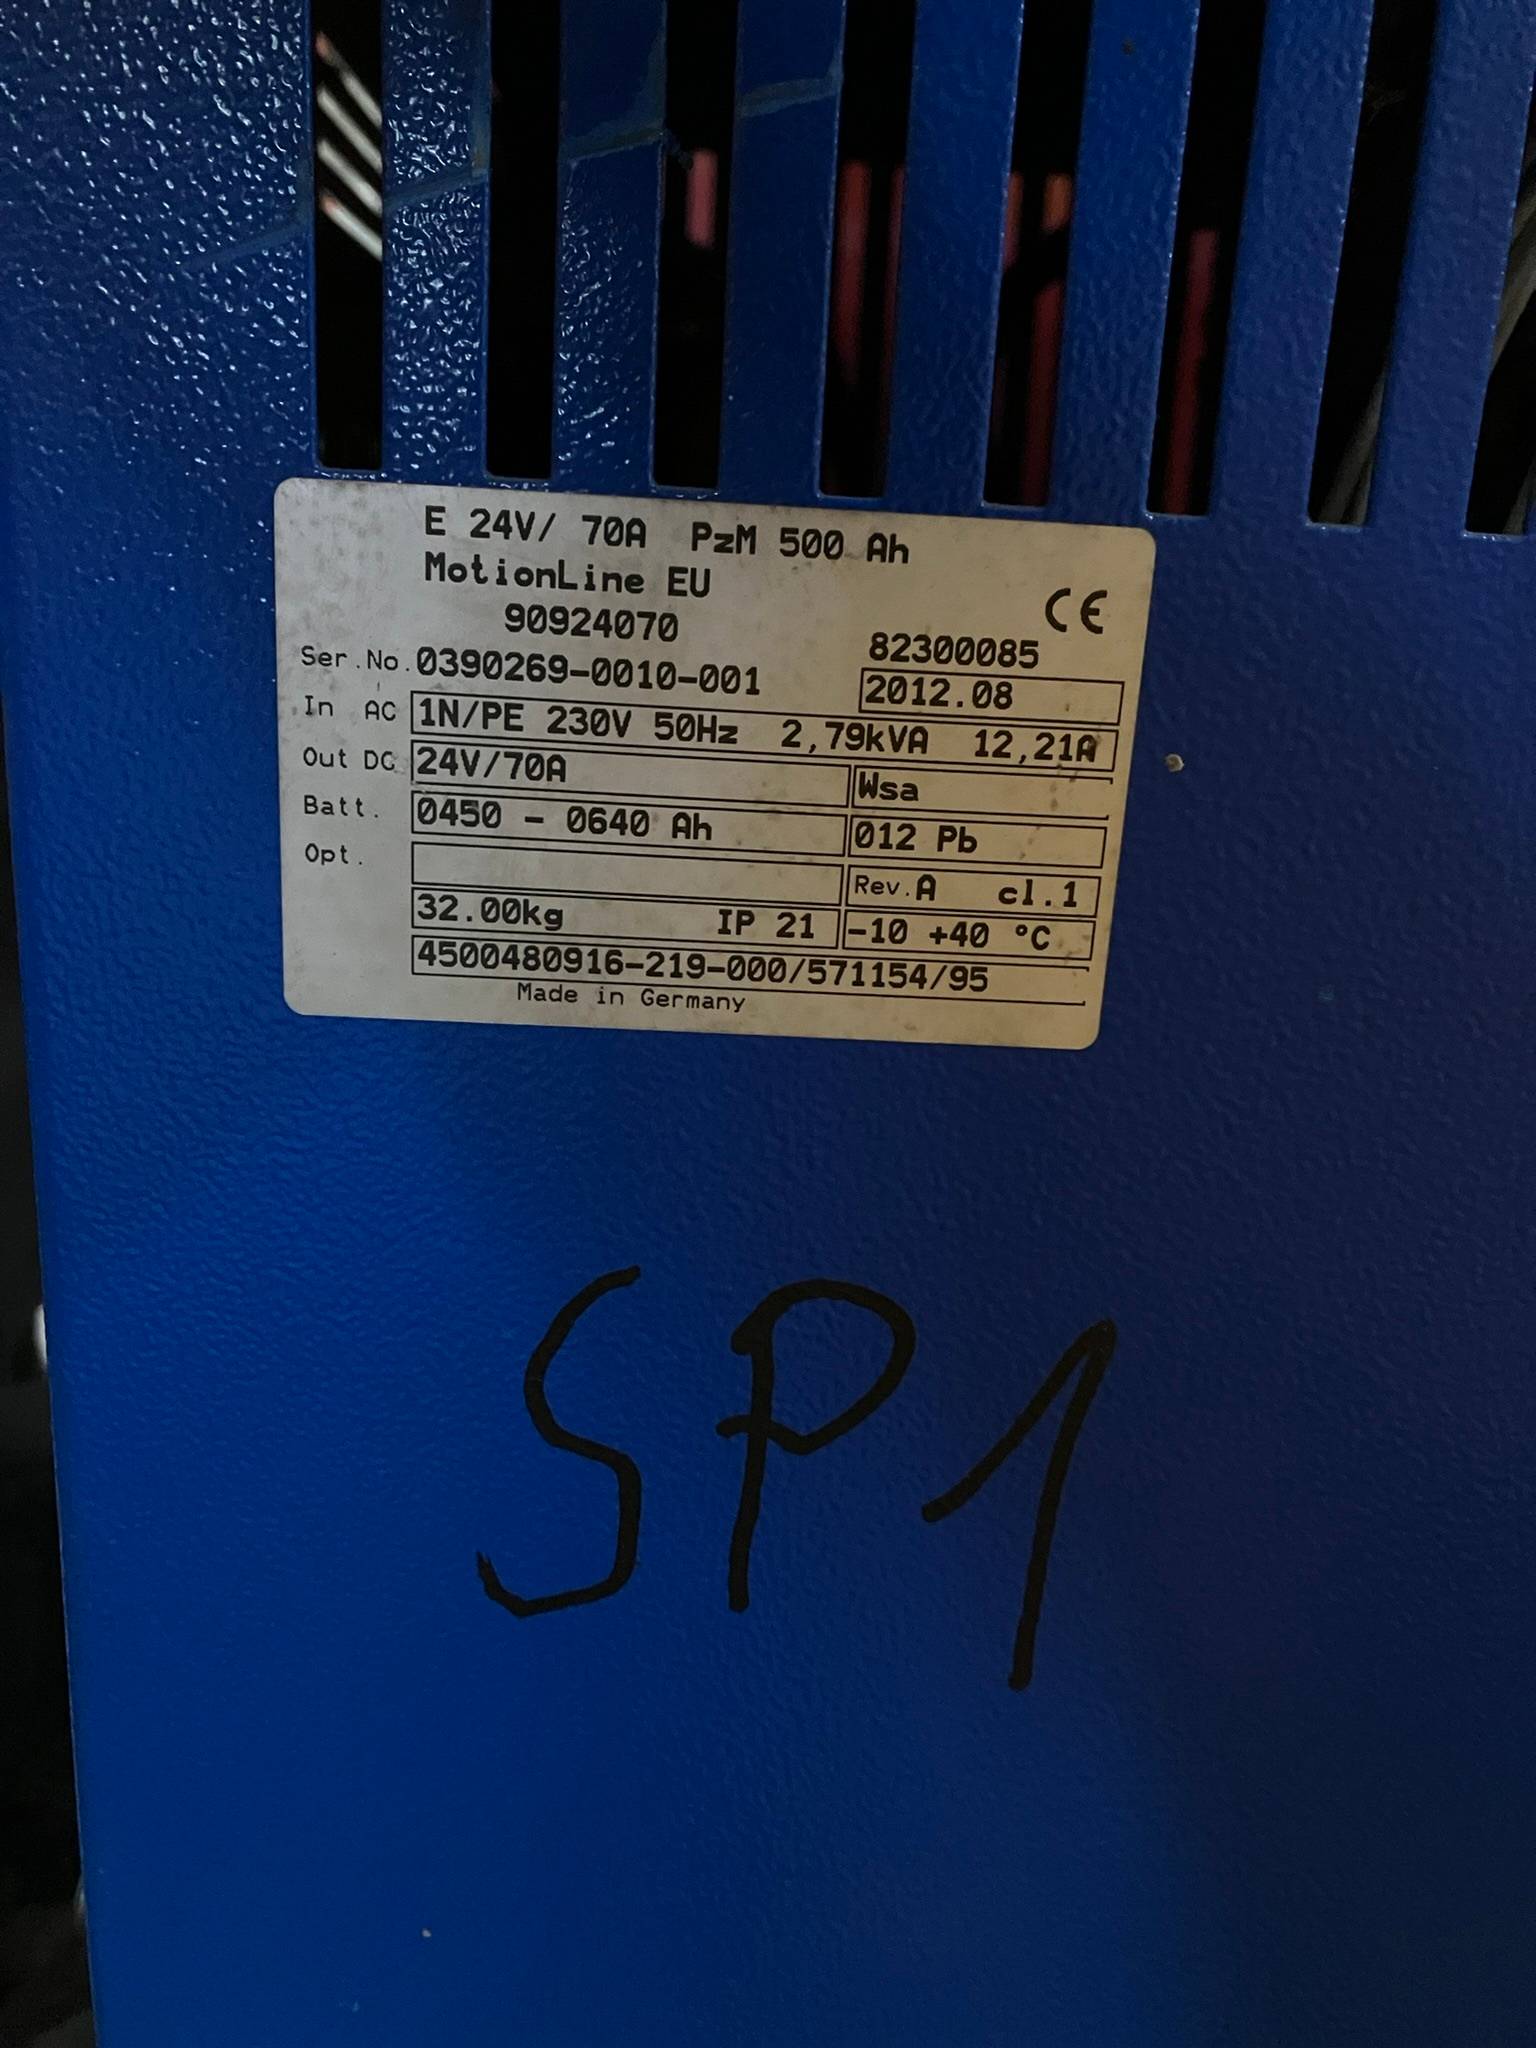 E 24V/ 70A PzM 500 Ah
MotionLine EU
CE
90924070
82300085
Ser.No. 0390269-0010-001
2012.08
In AC 1N/PE 230V 50Hz 2,79kVA 12,21A
Out DC 24V/70A Wsa
Batt. 0450 - 0640 Ah 012 Pb
Opt. Rev.A cl.1
32.00kg IP 21 -10 +40 °C
4500480916-219-000/571154/95
Made in Germany
SP1